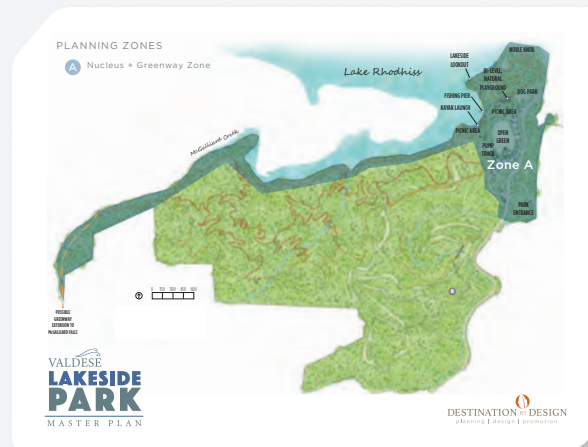 PLANNING ZONES
A Nucleus + Greenway Zone
Lake Rhodhiss
McGalliard Creek
NOBLE KNOB
LAKESIDE
LOOKOUT
BI-LEVEL
NATURAL
PLAYGROUND
DOG PARK
FISHING PIER
KAYAK LAUNCH
PICNIC AREA
PICNIC AREA
OPEN
GREEN
PUMP
TRACK
Zone A
PARK
ENTRANCE
POSSIBLE
GREENWAY
EXTENSION TO
McGALLIARD FALLS
VALDESE
LAKESIDE
PARK
MASTER PLAN
DESTINATION BY DESIGN
planning | design | promotion